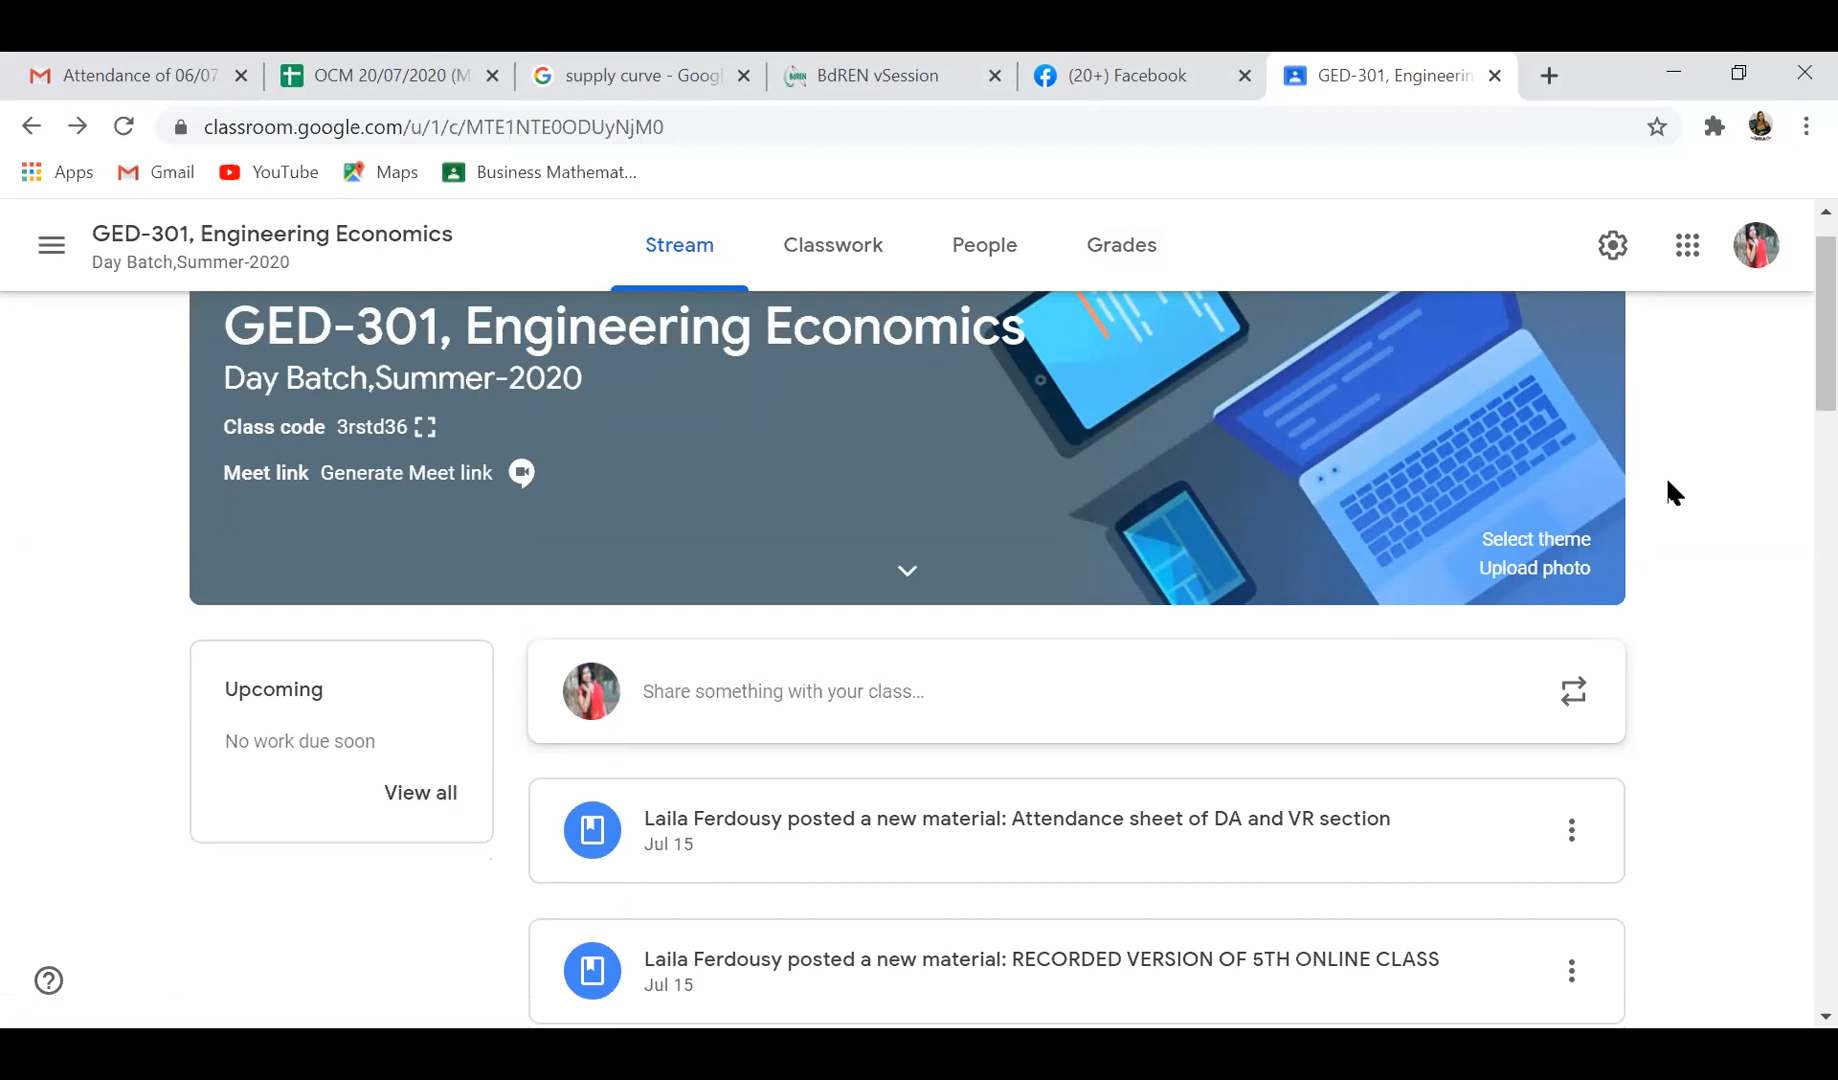 Attendance of 06/07
OCM 20/07/2020 (M
supply curve - Goog
BdREN vSession
(20+) Facebook
GED-301, Engineerin
classroom.google.com/u/1/c/MTE1NTE0ODUyNjM0
Apps
Gmail
YouTube
Maps
Business Mathemat...
GED-301, Engineering Economics
Day Batch,Summer-2020
Stream
Classwork
People
Grades
GED-301, Engineering Economics
Day Batch,Summer-2020
Class code 3rstd36
Meet link Generate Meet link
Select theme
Upload photo
Upcoming
No work due soon
View all
Share something with your class...
Laila Ferdousy posted a new material: Attendance sheet of DA and VR section
Jul 15
Laila Ferdousy posted a new material: RECORDED VERSION OF 5TH ONLINE CLASS
Jul 15